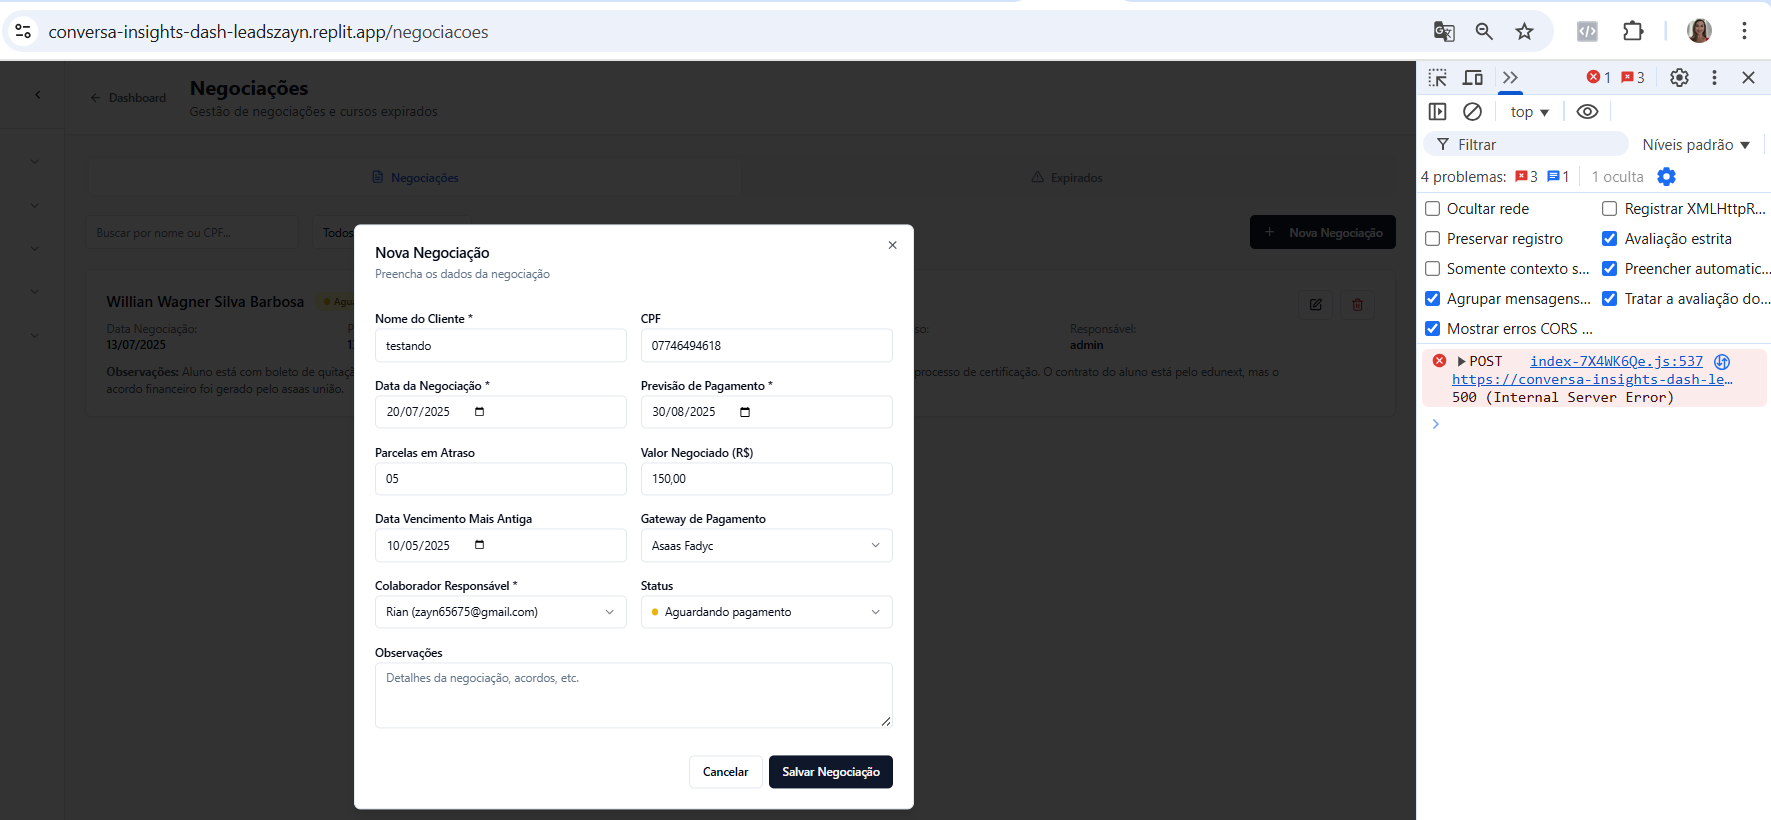 conversa-insights-dash-leadszayn.replit.app/negociacoes
Dashboard
Negociações
Gestão de negociações e cursos expirados
Negociações
Expirados
Buscar por nome ou CPF...
Todos
Nova Negociação
Willian Wagner Silva Barbosa
Agu
Data Negociação:
13/07/2025
Responsável:
admin
Observações: Aluno está com boleto de quitaçã
processo de certificação. O contrato do aluno está pelo edunext, mas o
acordo financeiro foi gerado pelo asaas união.
Nova Negociação
Preencha os dados da negociação
Nome do Cliente *
CPF
testando
07746494618
Data da Negociação *
Previsão de Pagamento *
20/07/2025
30/08/2025
Parcelas em Atraso
Valor Negociado (R$)
05
150,00
Data Vencimento Mais Antiga
Gateway de Pagamento
10/05/2025
Asaas Fadyc
Colaborador Responsável *
Status
Rian (zayn65675@gmail.com)
Aguardando pagamento
Observações
Detalhes da negociação, acordos, etc.
Cancelar
Salvar Negociação
1
3
top
Filtrar
Níveis padrão
4 problemas:
3
1
1 oculta
Ocultar rede
Registrar XMLHttpR...
Preservar registro
Avaliação estrita
Somente contexto s...
Preencher automatic...
Agrupar mensagens...
Tratar a avaliação do...
Mostrar erros CORS ...
POST
index-7X4WK6Qe.js:537
https://conversa-insights-dash-le…
500 (Internal Server Error)